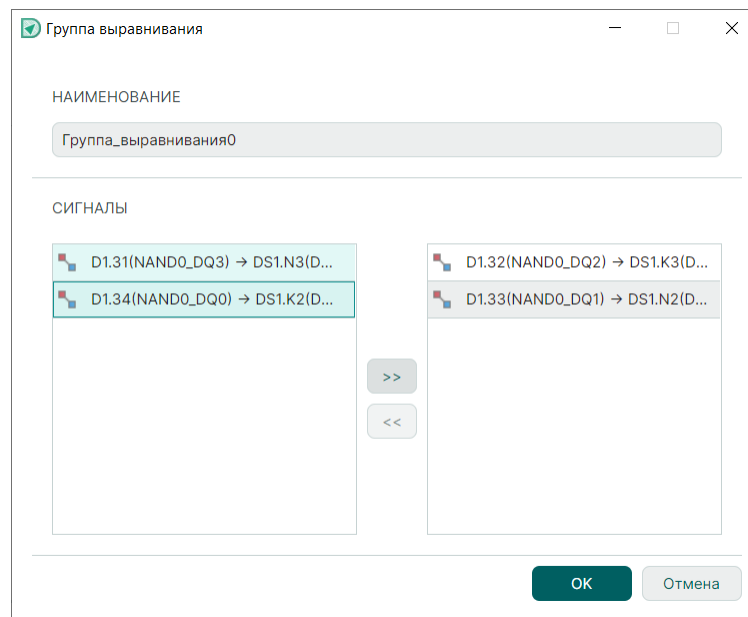 Группа выравнивания
НАИМЕНОВАНИЕ
Группа_выравнивания0
СИГНАЛЫ
D1.31(NAND0_DQ3) → DS1.N3(D...
D1.34(NAND0_DQ0) → DS1.K2(D...
D1.32(NAND0_DQ2) → DS1.K3(D...
D1.33(NAND0_DQ1) → DS1.N2(D...
>>
<<
OK
Отмена